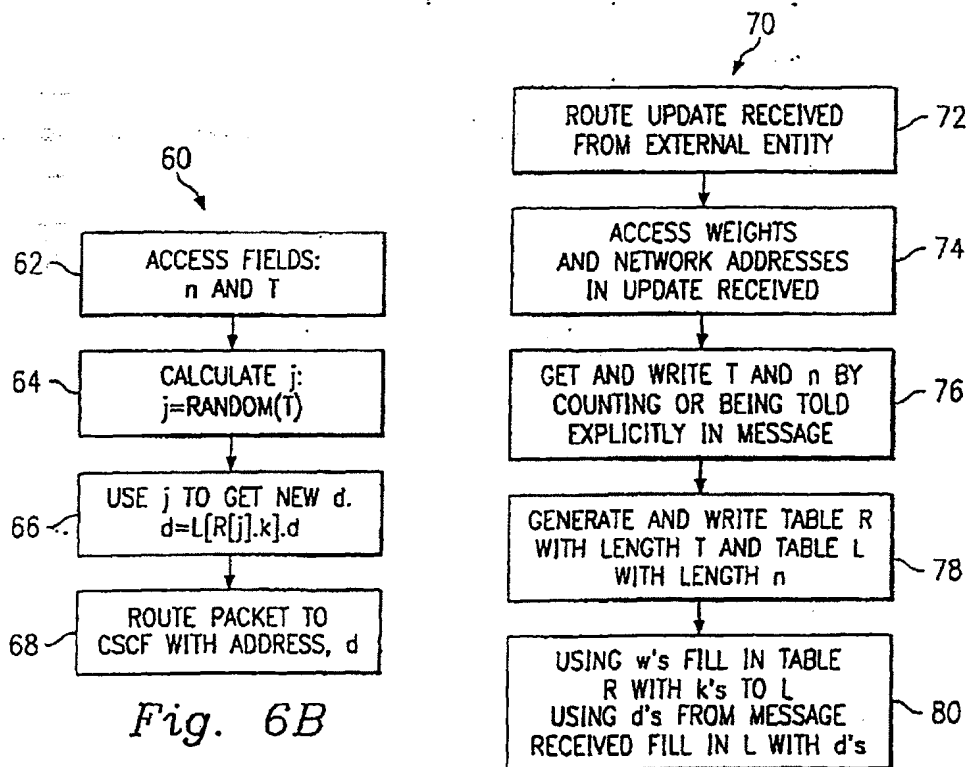 60
62
ACCESS FIELDS:
n AND T
64
CALCULATE j:
j=RANDOM(T)
66
USE j TO GET NEW d.
d=L[R[j].k].d
68
ROUTE PACKET TO
CSCF WITH ADDRESS, d
Fig. 6B
70
ROUTE UPDATE RECEIVED
FROM EXTERNAL ENTITY
72
ACCESS WEIGHTS
AND NETWORK ADDRESSES
IN UPDATE RECEIVED
74
GET AND WRITE T AND n BY
COUNTING OR BEING TOLD
EXPLICITLY IN MESSAGE
76
GENERATE AND WRITE TABLE R
WITH LENGTH T AND TABLE L
WITH LENGTH n
78
USING w's FILL IN TABLE
R WITH k's TO L
USING d's FROM MESSAGE
RECEIVED FILL IN L WITH d's
80